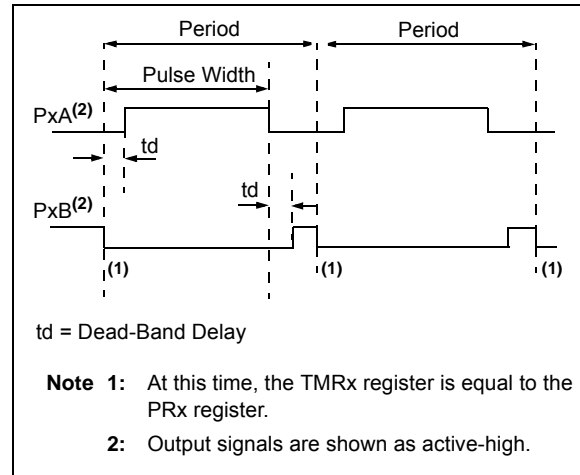 Period Period
Pulse Width
PxA(2)
td
td
PxB(2)
(1) (1) (1)
td = Dead-Band Delay
Note 1: At this time, the TMRx register is equal to the
PRx register.
2: Output signals are shown as active-high.